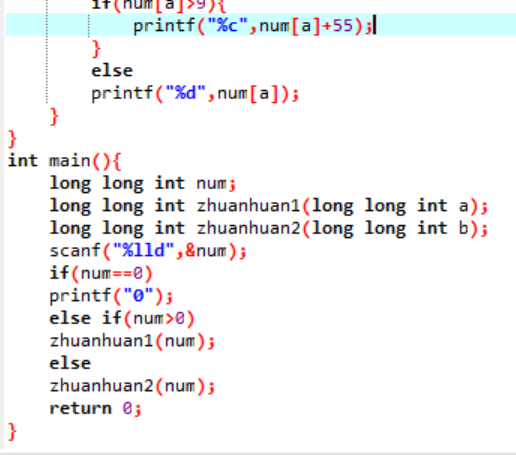 if(num[a]>9){
printf("%c",num[a]+55);
}
else
printf("%d",num[a]);
}
}
int main(){
long long int num;
long long int zhuanhuan1(long long int a);
long long int zhuanhuan2(long long int b);
scanf("%lld",&num);
if(num==0)
printf("0");
else if(num>0)
zhuanhuan1(num);
else
zhuanhuan2(num);
return 0;
}